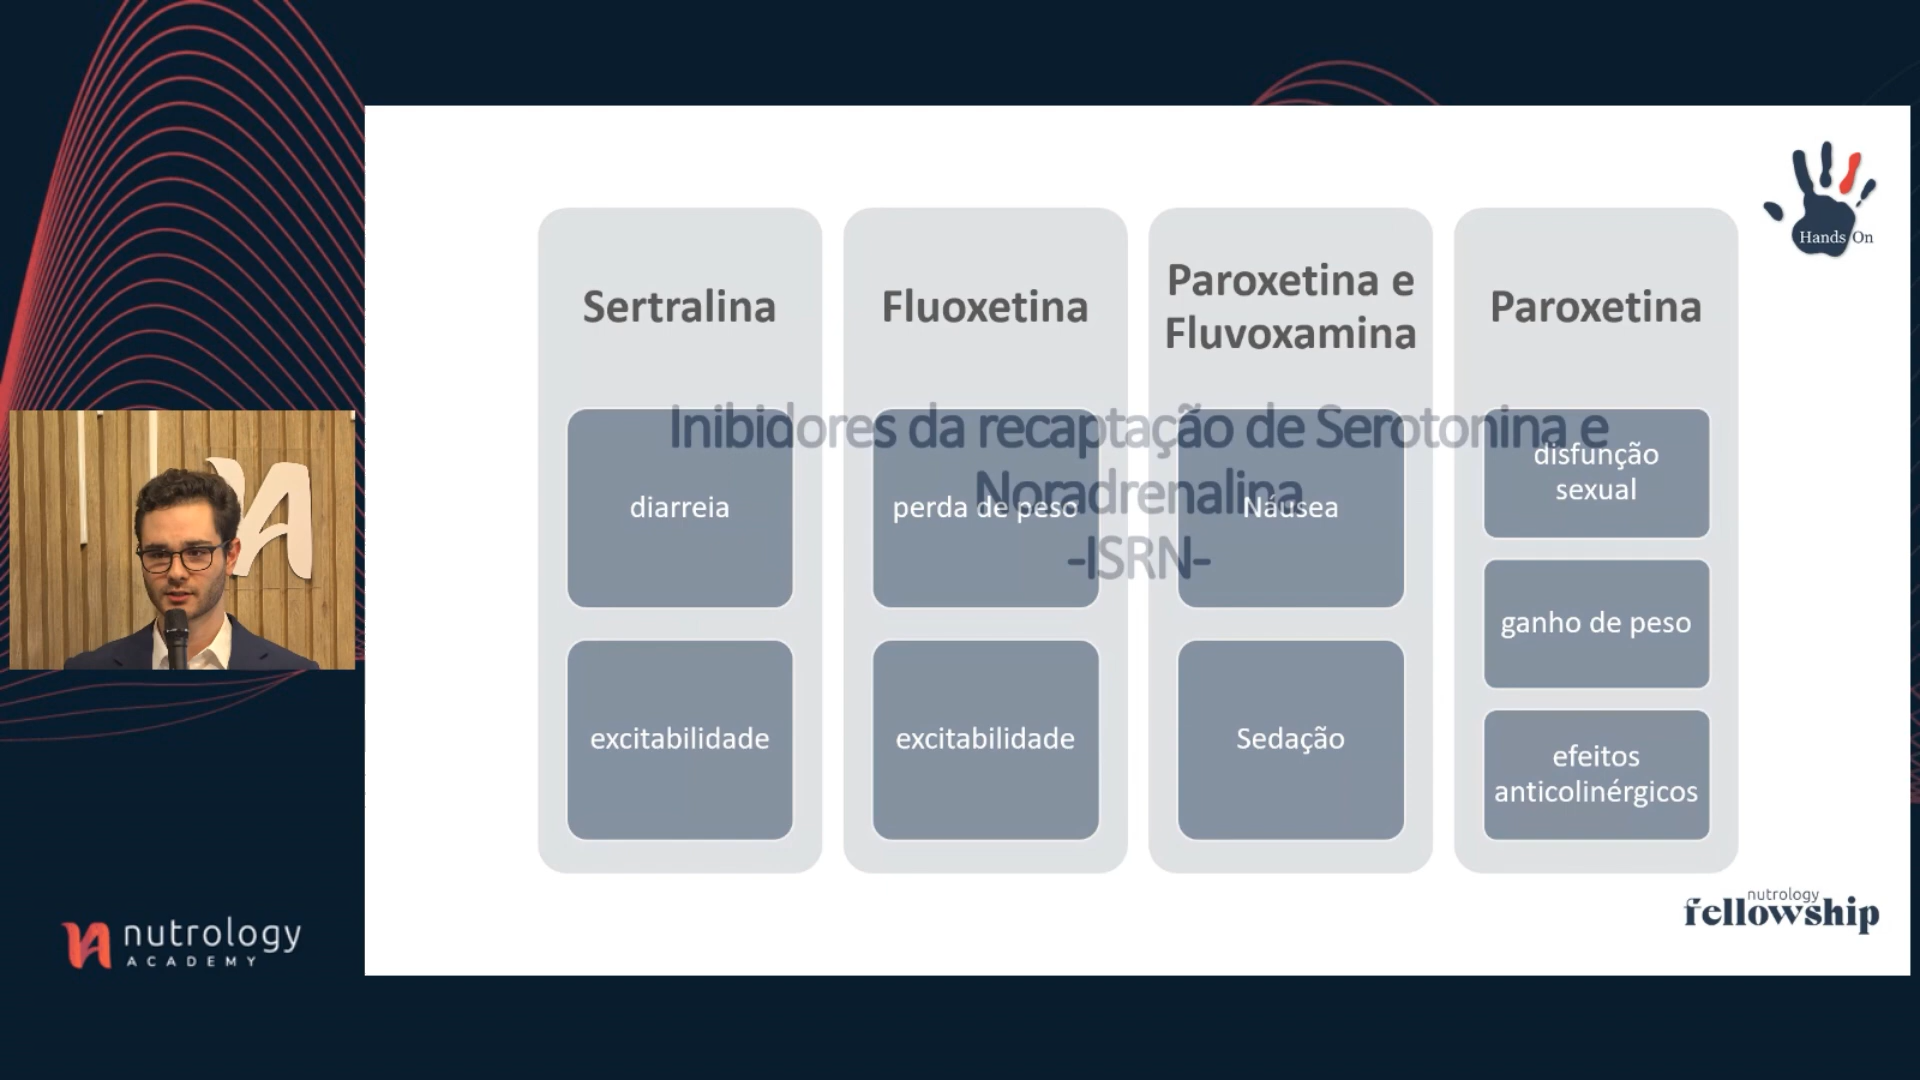 Hands On
Sertralina
Fluoxetina
Paroxetina e
Fluvoxamina
Paroxetina
Inibidores da recaptação de Serotonina e
Noradrenalina
-ISRN-
diarreia
perda de peso
Náusea
disfunção
sexual
ganho de peso
excitabilidade
excitabilidade
Sedação
efeitos
anticolinérgicos
nutrology
fellowship
nutrology
ACADEMY